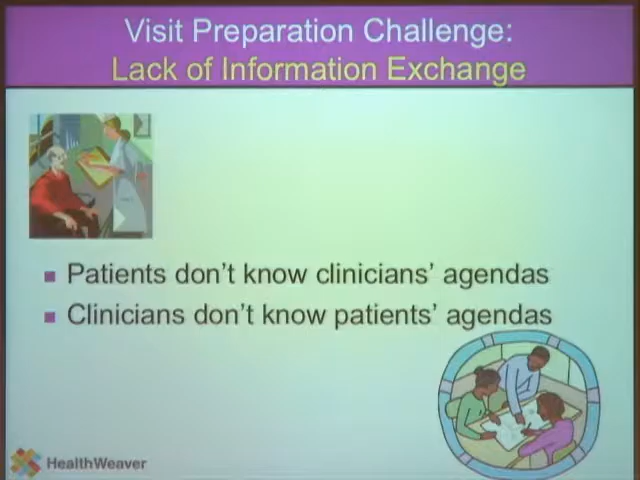 Visit Preparation Challenge:
Lack of Information Exchange
Patients don't know clinicians' agendas
Clinicians don't know patients' agendas
HealthWeaver